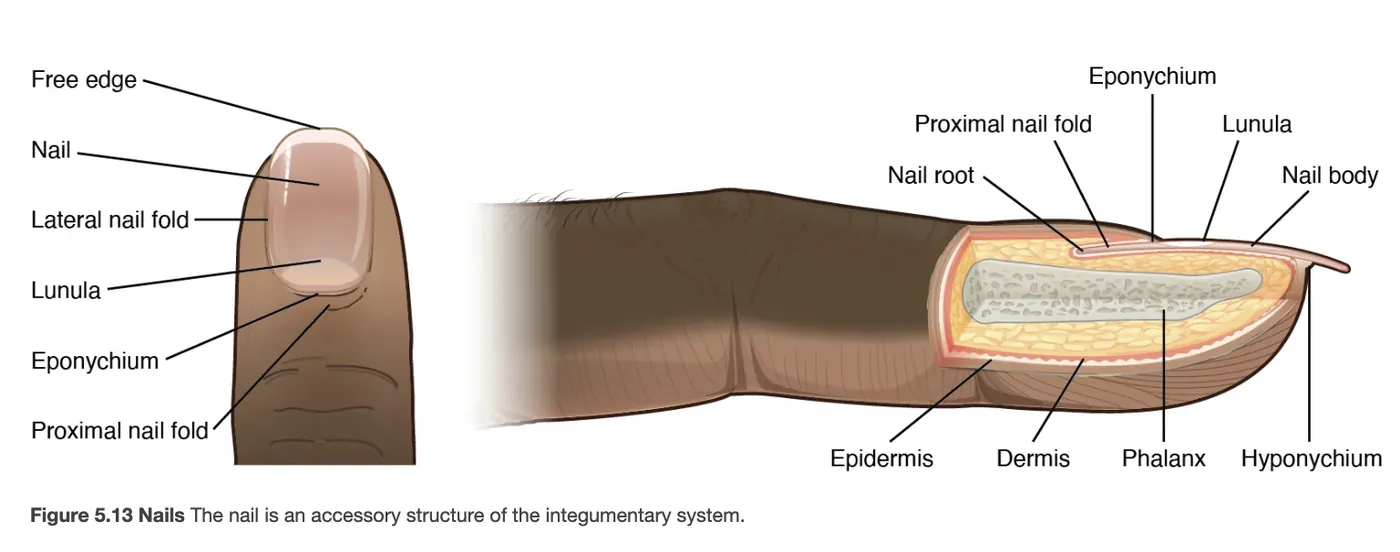 Free edge
Nail
Lateral nail fold
Lunula
Eponychium
Proximal nail fold
Eponychium
Proximal nail fold
Lunula
Nail root
Nail body
Epidermis
Dermis
Phalanx
Hyponychium
Figure 5.13 Nails The nail is an accessory structure of the integumentary system.